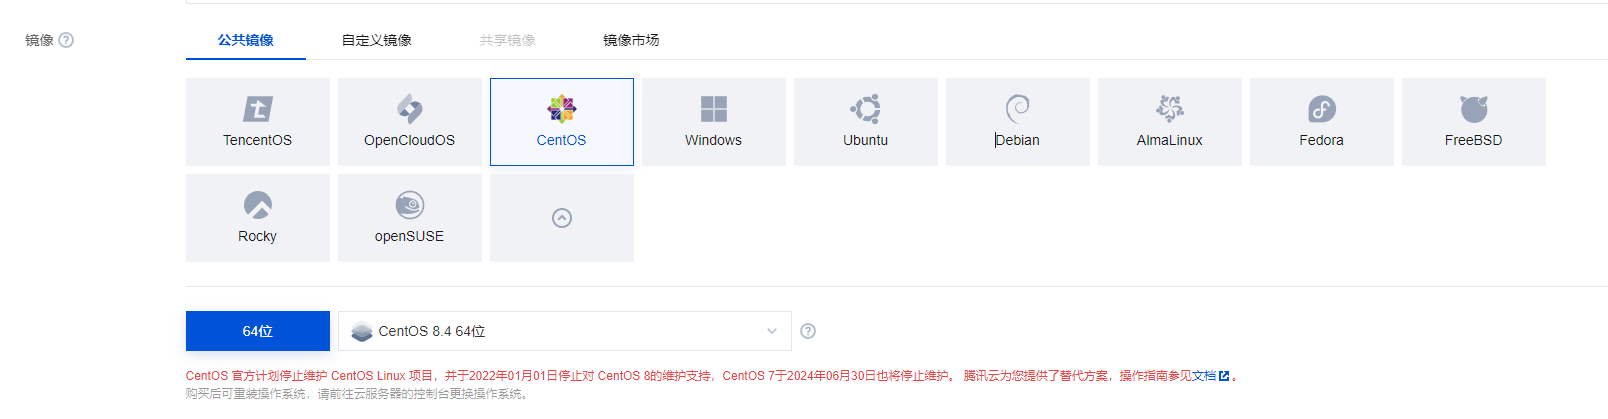 镜像
公共镜像 自定义镜像 共享镜像 镜像市场
TencentOS OpenCloudOS CentOS Windows Ubuntu Debian AlmaLinux Fedora FreeBSD
Rocky openSUSE
64位 CentOS 8.4 64位
CentOS 官方计划停止维护 CentOS Linux 项目，并于2022年01月01日停止对 CentOS 8的维护支持，CentOS 7于2024年06月30日也将停止维护。 腾讯云为您提供了替代方案，操作指南参见文档。
购买后可重装操作系统，请前往云服务器的控制台更换操作系统。